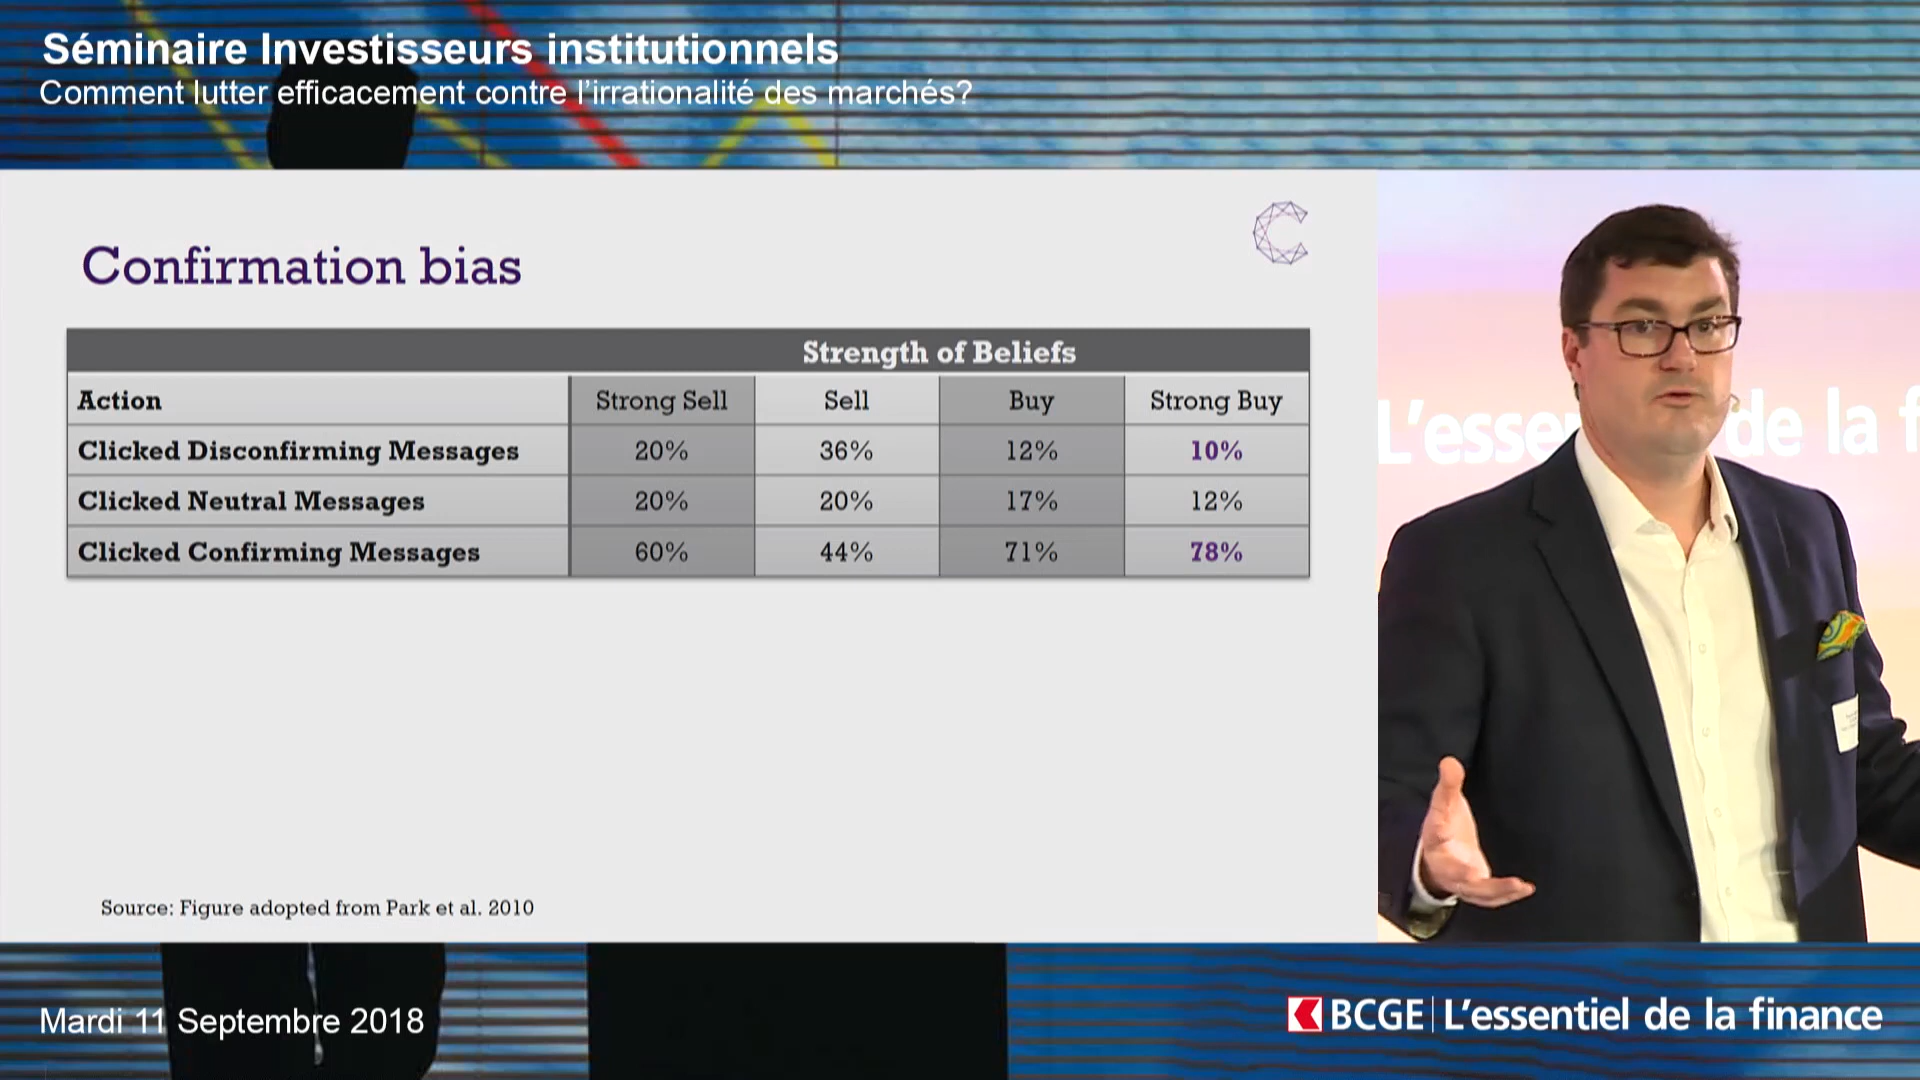 Séminaire Investisseurs institutionnels
Comment lutter efficacement contre l'irrationalité des marchés?
Confirmation bias
Strength of Beliefs
Action Strong Sell Sell Buy Strong Buy
Clicked Disconfirming Messages 20% 36% 12% 10%
Clicked Neutral Messages 20% 20% 17% 12%
Clicked Confirming Messages 60% 44% 71% 78%
Source: Figure adopted from Park et al. 2010
L'esse de la f
Mardi 11 Septembre 2018
BCGE L'essentiel de la finance